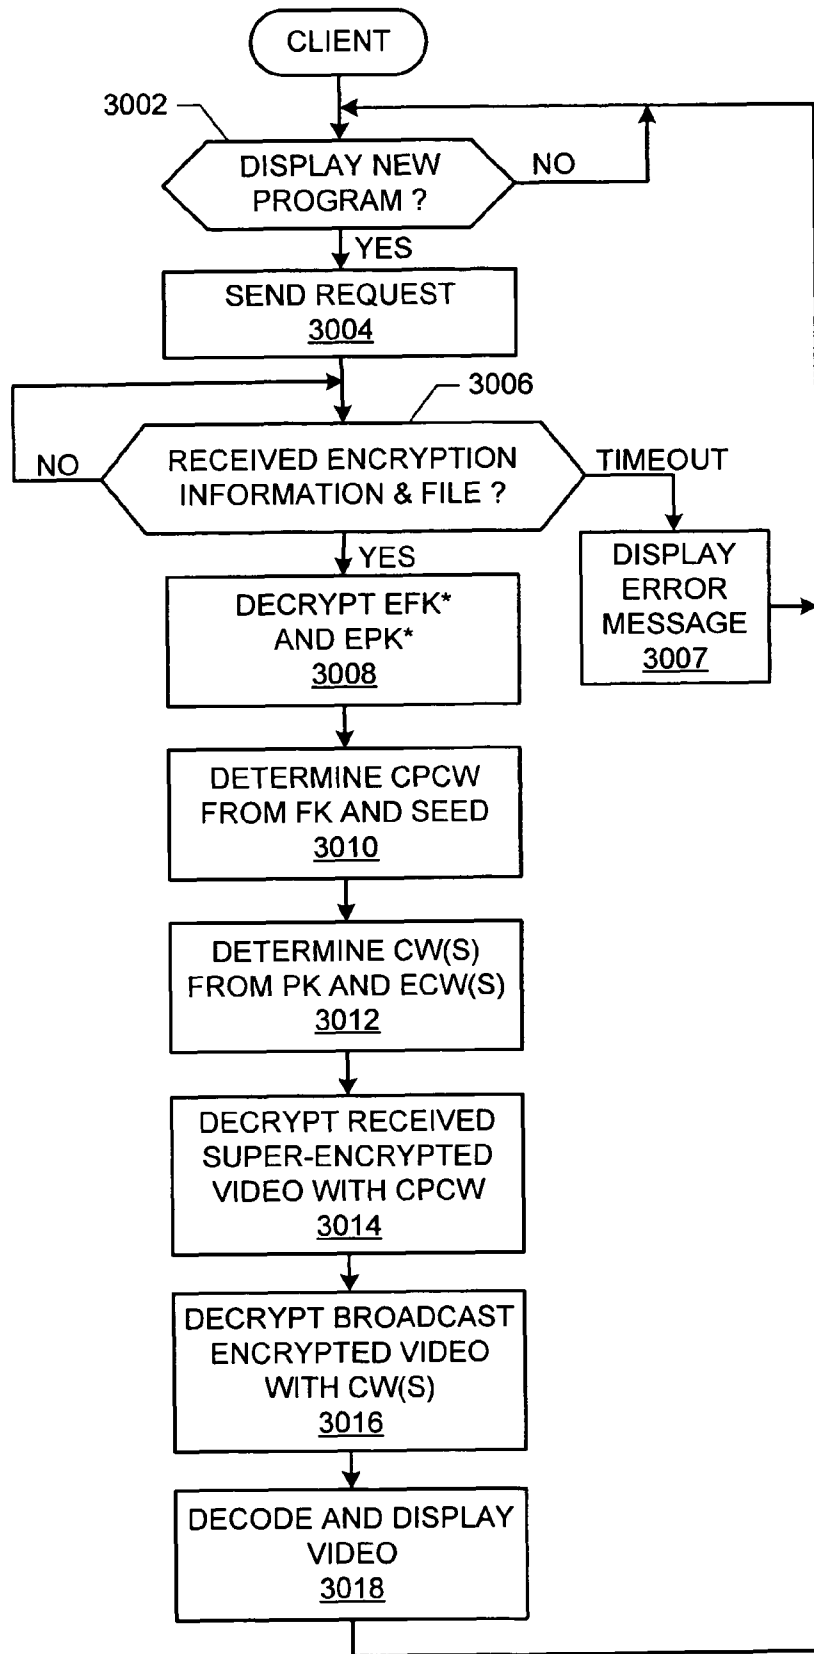 CLIENT
3002
DISPLAY NEW
PROGRAM ?
NO
YES
SEND REQUEST
3004
3006
NO
RECEIVED ENCRYPTION
INFORMATION & FILE ?
TIMEOUT
YES
DISPLAY
ERROR
MESSAGE
3007
DECRYPT EFK*
AND EPK*
3008
DETERMINE CPCW
FROM FK AND SEED
3010
DETERMINE CW(S)
FROM PK AND ECW(S)
3012
DECRYPT RECEIVED
SUPER-ENCRYPTED
VIDEO WITH CPCW
3014
DECRYPT BROADCAST
ENCRYPTED VIDEO
WITH CW(S)
3016
DECODE AND DISPLAY
VIDEO
3018